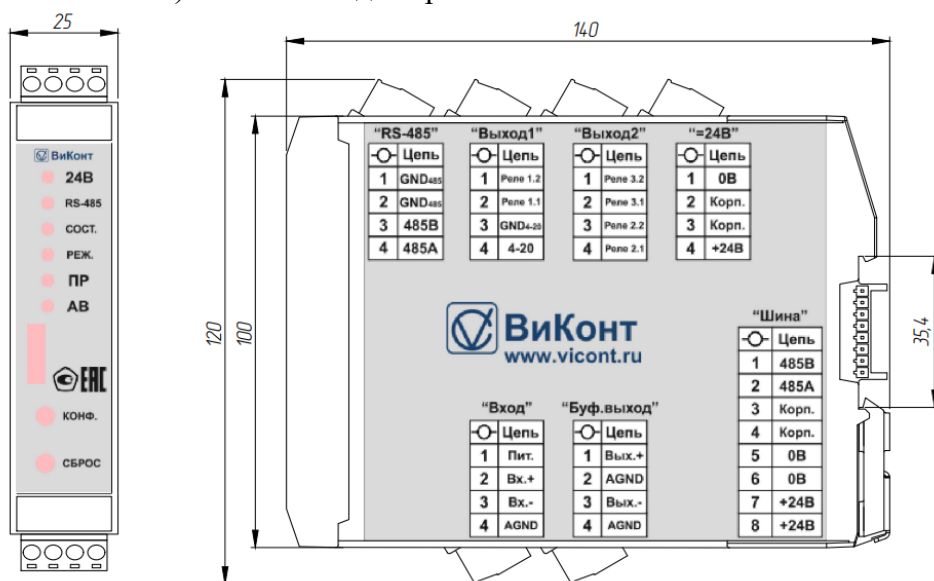 25
140
120
100
35,4
ВиКонт
24В
RS-485
СОСТ.
РЕЖ.
ПР
АВ
EAC
КОНФ.
СБРОС
"RS-485"
Цепь
1 GND485
2 GND485
3 485B
4 485A
"Выход1"
Цепь
1 Реле 1.2
2 Реле 1.1
3 GND4-20
4 4-20
"Выход2"
Цепь
1 Реле 3.2
2 Реле 3.1
3 Реле 2.2
4 Реле 2.1
"=24В"
Цепь
1 0В
2 Корп.
3 Корп.
4 +24В
ВиКонт
www.vicont.ru
"Шина"
Цепь
1 485B
2 485A
3 Корп.
4 Корп.
5 0В
6 0В
7 +24В
8 +24В
"Вход"
Цепь
1 Пит.
2 Вх.+
3 Вх.-
4 AGND
"Буф.выход"
Цепь
1 Вых.+
2 AGND
3 Вых.-
4 AGND